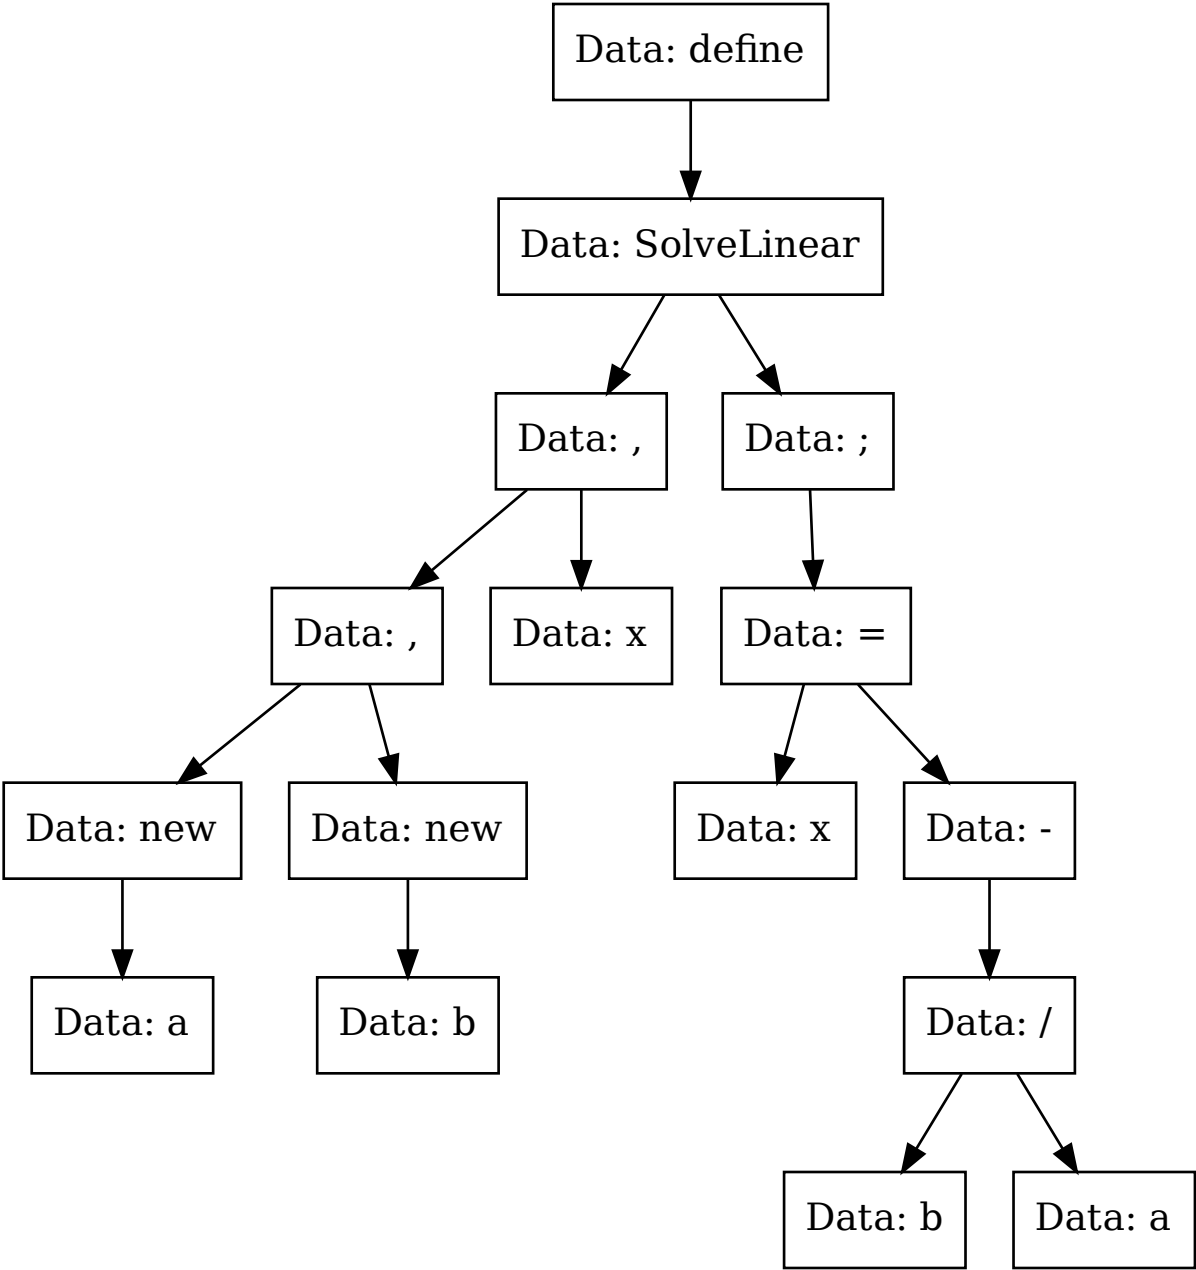 Data: define
Data: SolveLinear
Data: ,
Data: ;
Data: ,
Data: x
Data: =
Data: new
Data: new
Data: x
Data: -
Data: a
Data: b
Data: /
Data: b
Data: a